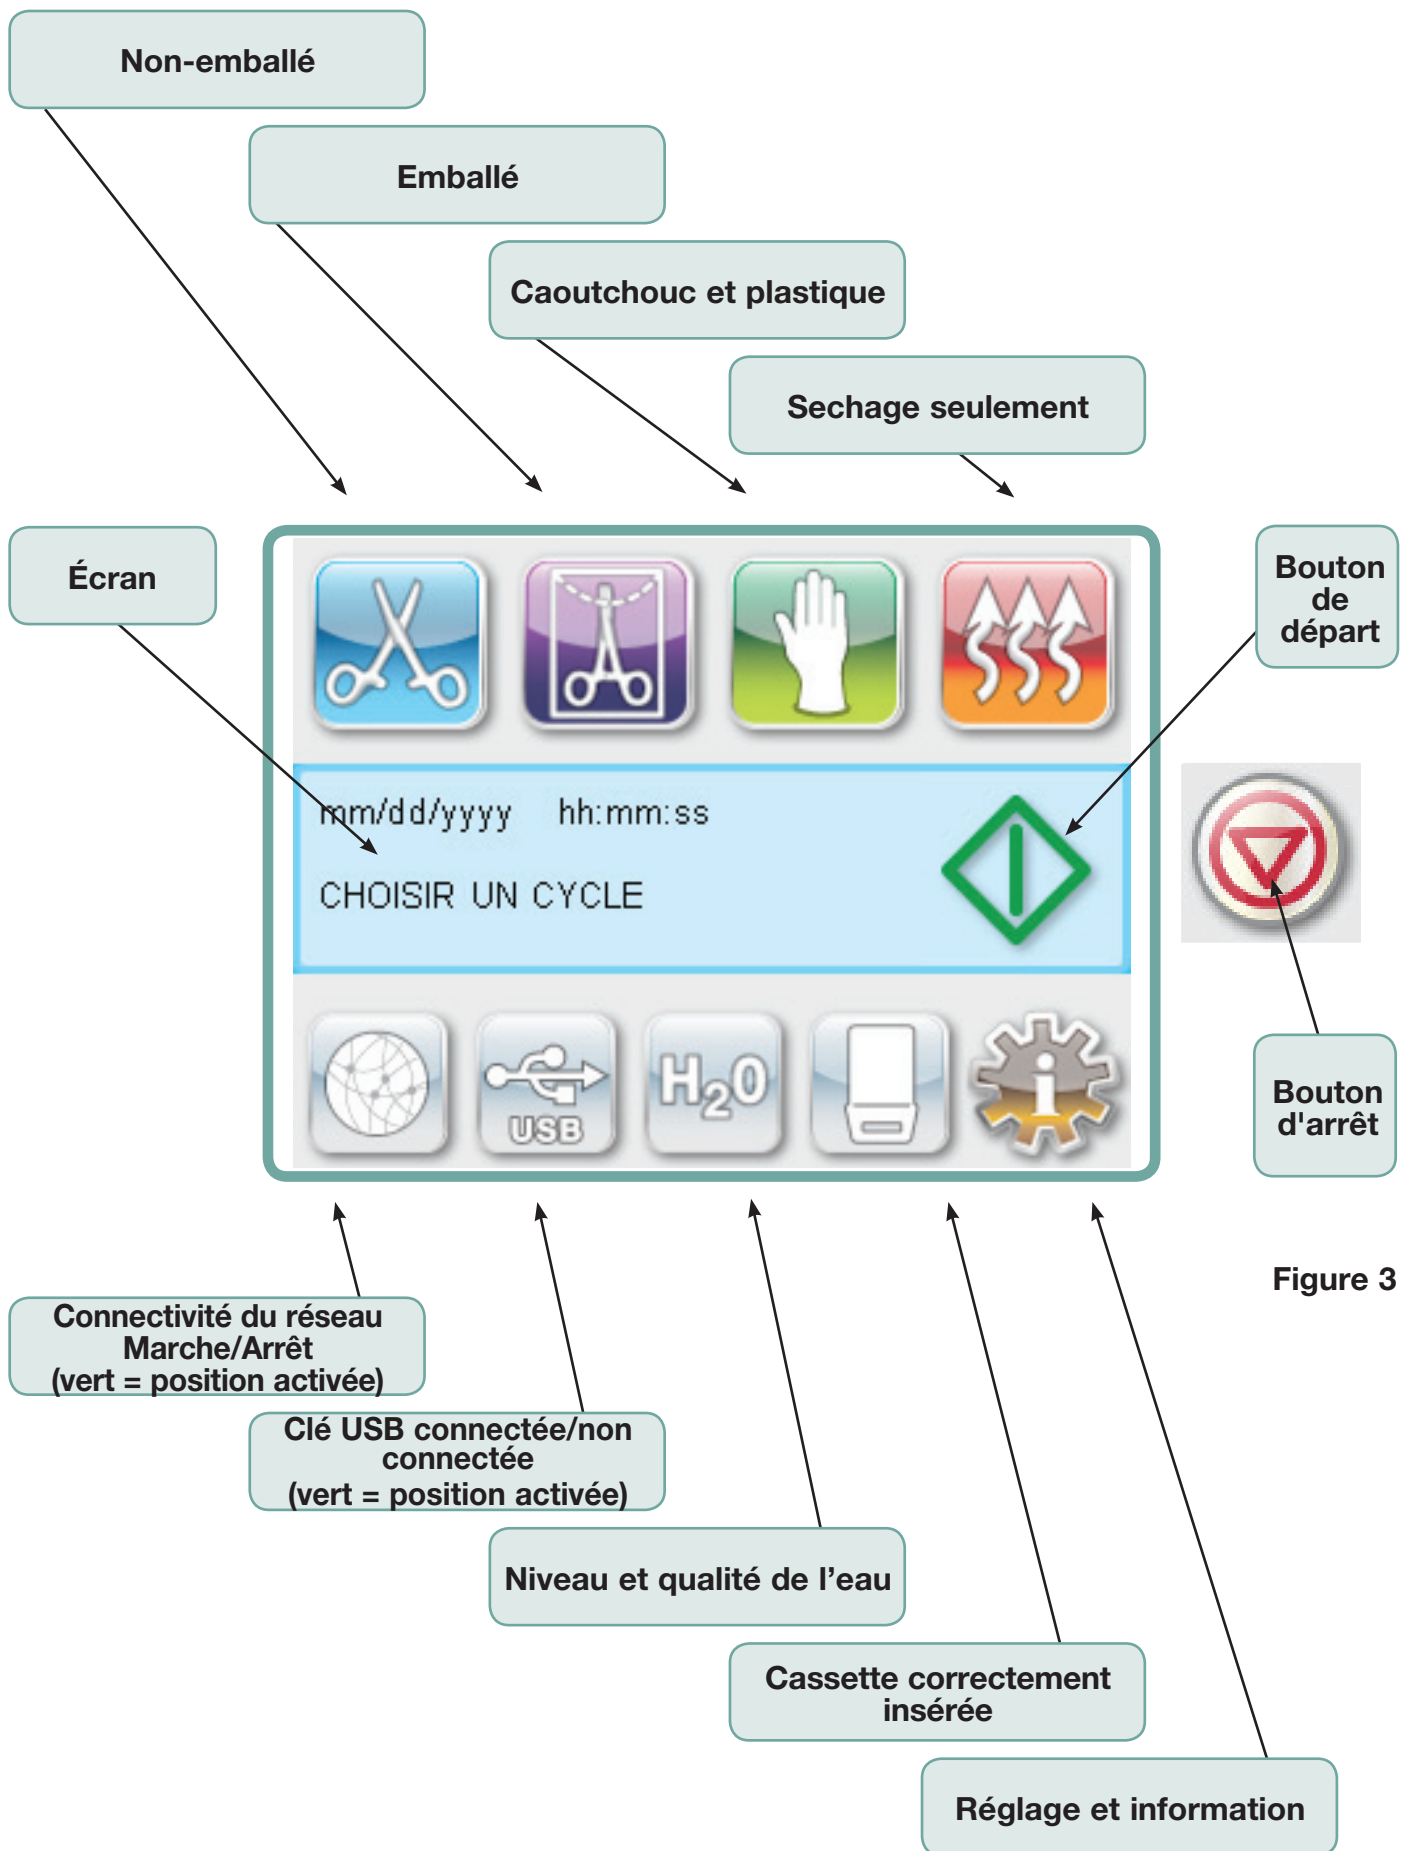 Non-emballé
Emballé
Caoutchouc et plastique
Sechage seulement
Écran
Bouton
de
départ
mm/dd/yyyy hh:mm:ss
CHOISIR UN CYCLE
USB
H₂O
i
Bouton
d'arrêt
Figure 3
Connectivité du réseau
Marche/Arrêt
(vert = position activée)
Clé USB connectée/non
connectée
(vert = position activée)
Niveau et qualité de l’eau
Cassette correctement
insérée
Réglage et information